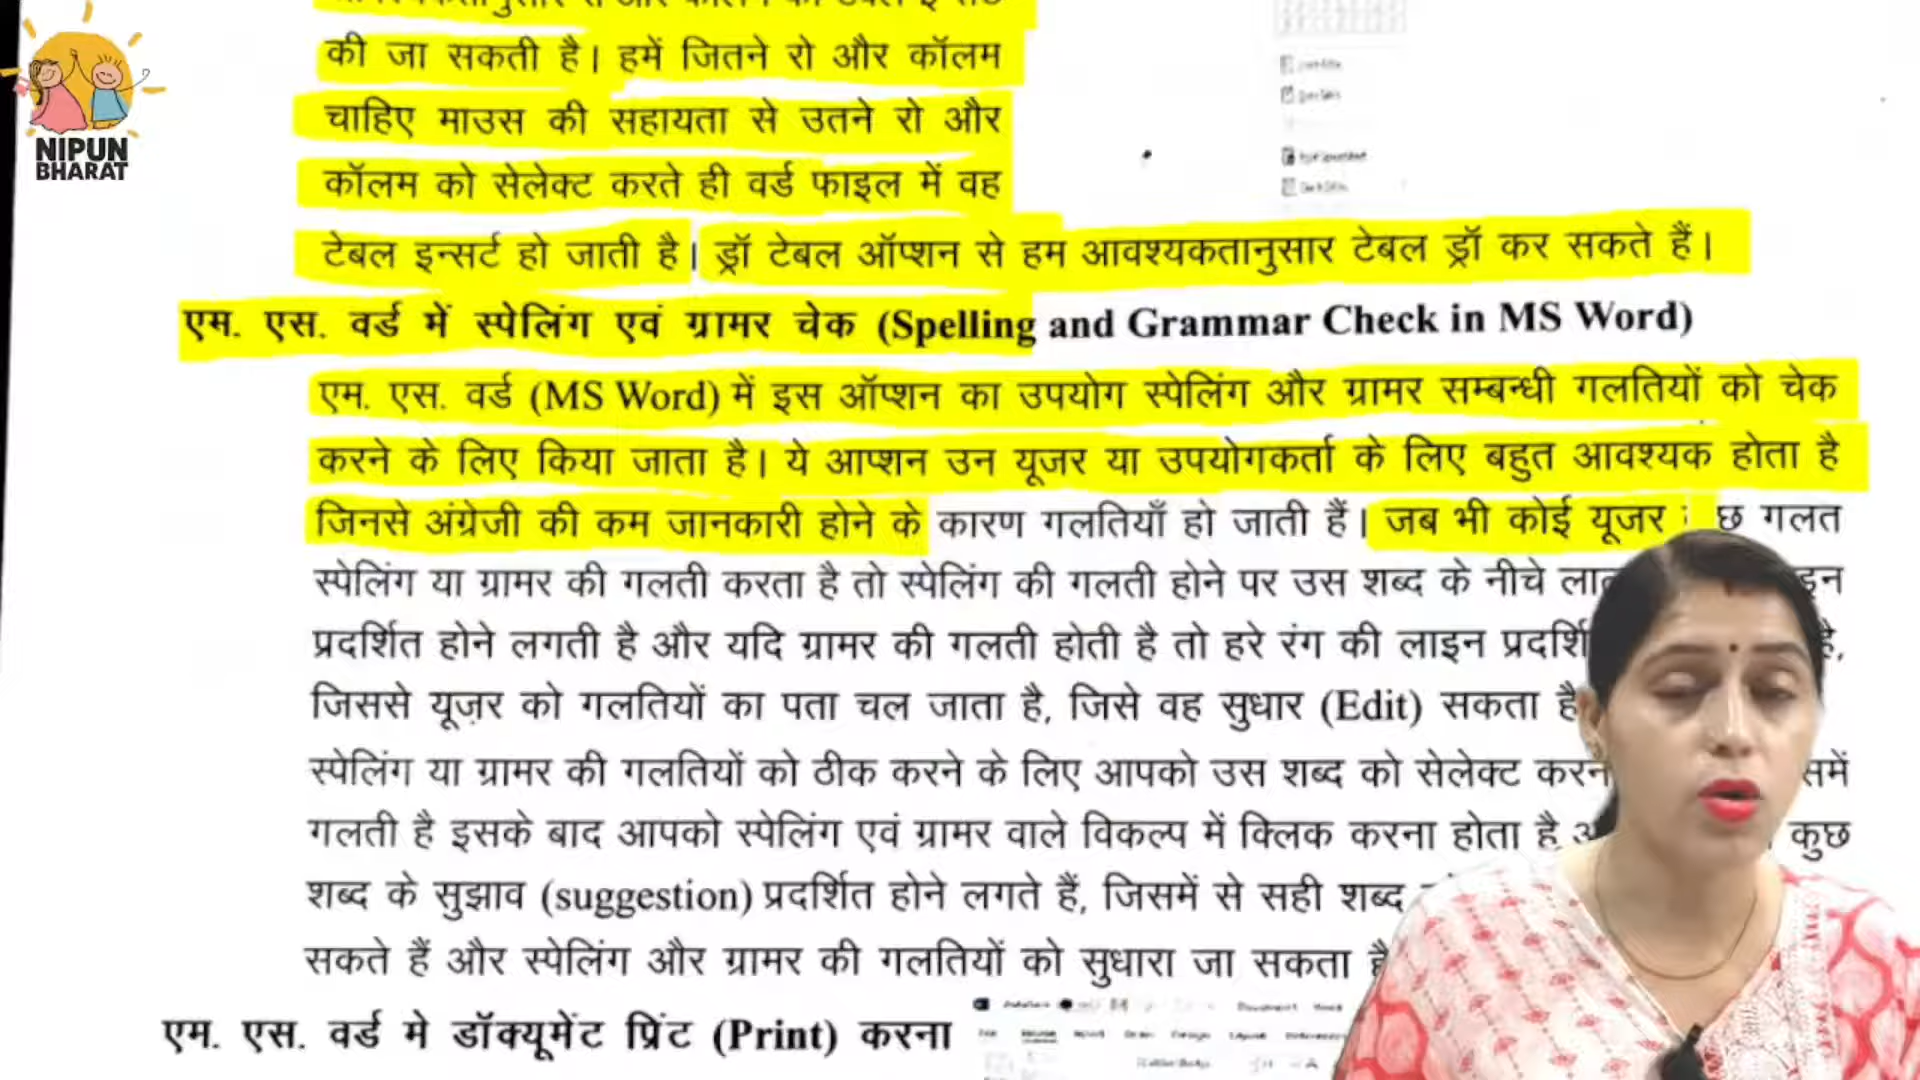 की जा सकती है। हमें जितने रो और कॉलम
चाहिए माउस की सहायता से उतने रो और
कॉलम को सेलेक्ट करते ही वर्ड फाइल में वह
टेबल इन्सर्ट हो जाती है। ड्रॉ टेबल ऑप्शन से हम आवश्यकतानुसार टेबल ड्रॉ कर सकते हैं।
एम. एस. वर्ड में स्पेलिंग एवं ग्रामर चेक (Spelling and Grammar Check in MS Word)
एम. एस. वर्ड (MS Word) में इस ऑप्शन का उपयोग स्पेलिंग और ग्रामर सम्बन्धी गलतियों को चेक
करने के लिए किया जाता है। ये आप्शन उन यूजर या उपयोगकर्ता के लिए बहुत आवश्यक होता है
जिनसे अंग्रेजी की कम जानकारी होने के कारण गलतियाँ हो जाती हैं। जब भी कोई यूजर गलत
स्पेलिंग या ग्रामर की गलती करता है तो स्पेलिंग की गलती होने पर उस शब्द के नीचे
प्रदर्शित होने लगती है और यदि ग्रामर की गलती होती है तो हरे रंग की लाइन है,
जिससे यूज़र को गलतियों का पता चल जाता है, जिसे वह सुधार (Edit) सकता है
स्पेलिंग या ग्रामर की गलतियों को ठीक करने के लिए आपको उस शब्द को सेलेक्ट
गलती है इसके बाद आपको स्पेलिंग एवं ग्रामर वाले विकल्प में क्लिक करना होता है कुछ
शब्द के सुझाव (suggestion) प्रदर्शित होने लगते हैं, जिसमें से सही शब्द
सकते हैं और स्पेलिंग और ग्रामर की गलतियों को सुधारा जा सकता
एम. एस. वर्ड मे डॉक्यूमेंट प्रिंट (Print) करना
NIPUN
BHARAT